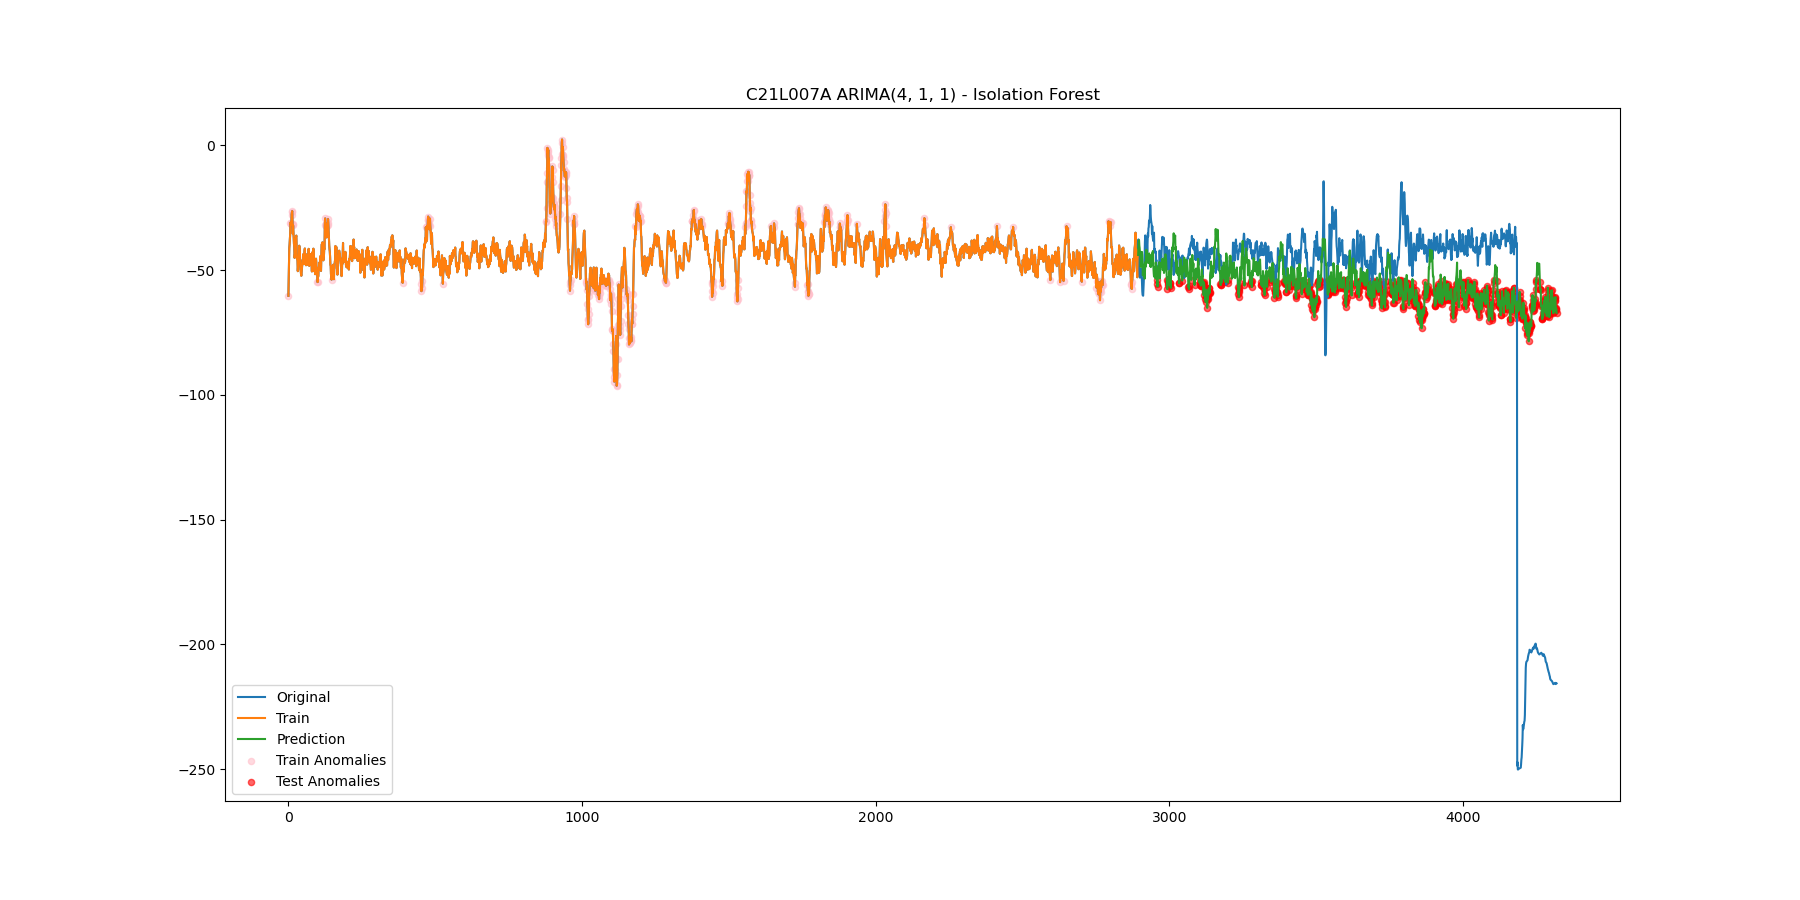 C21L007A ARIMA(4, 1, 1) - Isolation Forest
0
−50
−100
−150
−200
−250
Original
Train
Prediction
Train Anomalies
Test Anomalies
0 1000 2000 3000 4000